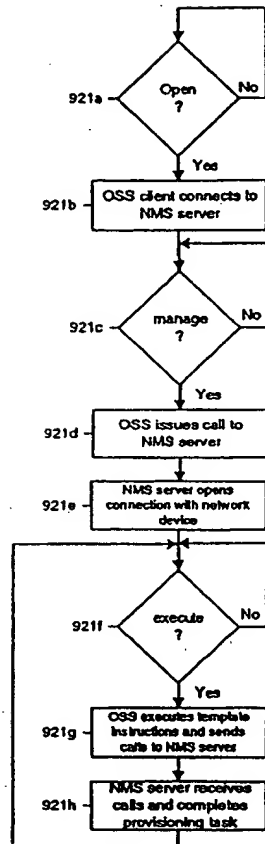 Open
?
No
921a
Yes
OSS client connects to
NMS server
921b
manage
?
No
921c
Yes
OSS issues call to
NMS server
921d
NMS server opens
connection with network
device
921e
execute
?
No
921f
Yes
OSS executes template
instructions and sends
calls to NMS server
921g
NMS server receives
calls and completes
provisioning task
921h